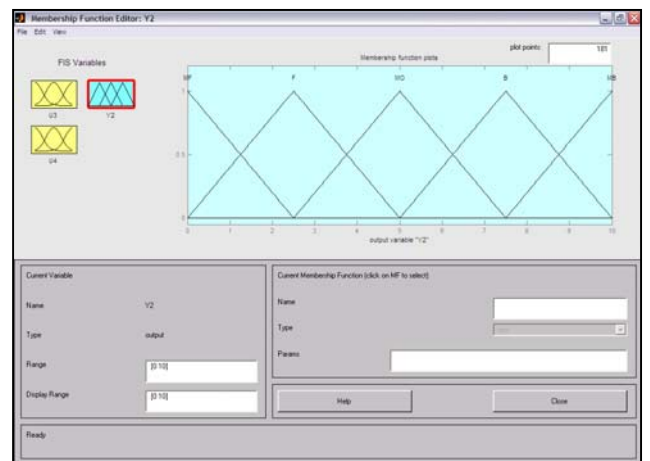 Membership Function Editor: Y2
File Edit View
FIS Variables
U3
Y2
U4
plot points:
181
Membership function plots
MF
F
MO
B
MB
1
0.5
0
0 1 2 3 4 5 6 7 8 9 10
output variable "Y2"
Current Variable
Name
Y2
Type
output
Range
[0 10]
Display Range
[0 10]
Current Membership Function (click on MF to select)
Name
Type
Params
Help
Close
Ready